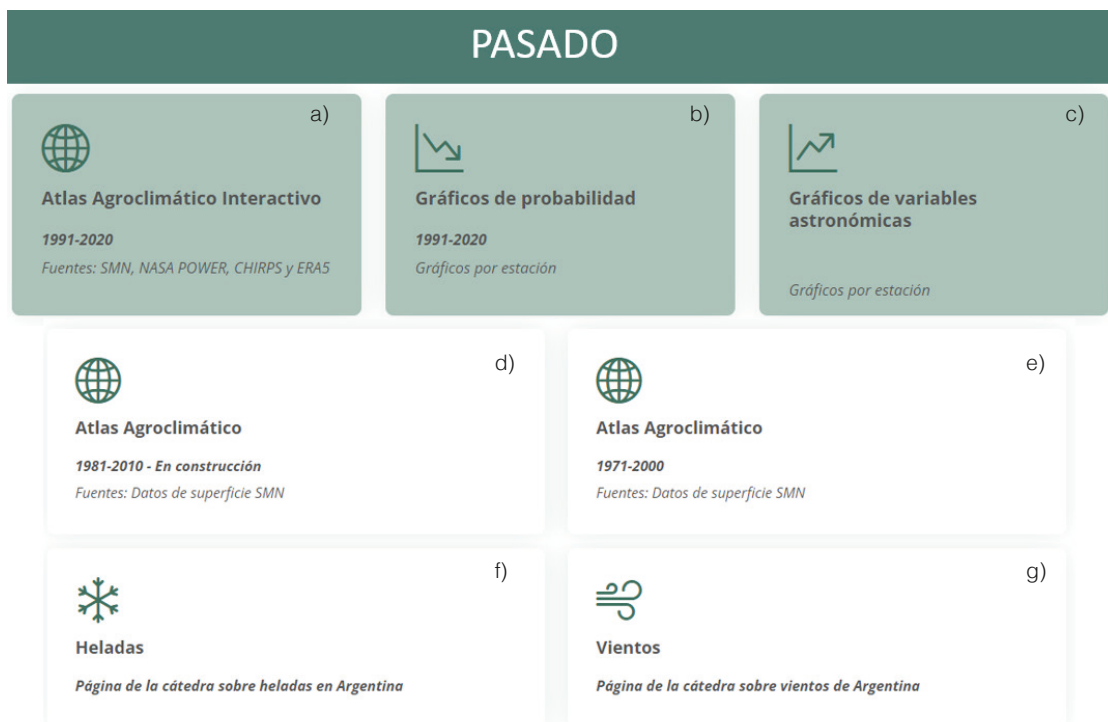 PASADO
a)
Atlas Agroclimático Interactivo
1991-2020
Fuentes: SMN, NASA POWER, CHIRPS y ERA5
b)
Gráficos de probabilidad
1991-2020
Gráficos por estación
c)
Gráficos de variables
astronómicas
Gráficos por estación
d)
Atlas Agroclimático
1981-2010 - En construcción
Fuentes: Datos de superficie SMN
e)
Atlas Agroclimático
1971-2000
Fuentes: Datos de superficie SMN
f)
Heladas
Página de la cátedra sobre heladas en Argentina
g)
Vientos
Página de la cátedra sobre vientos de Argentina